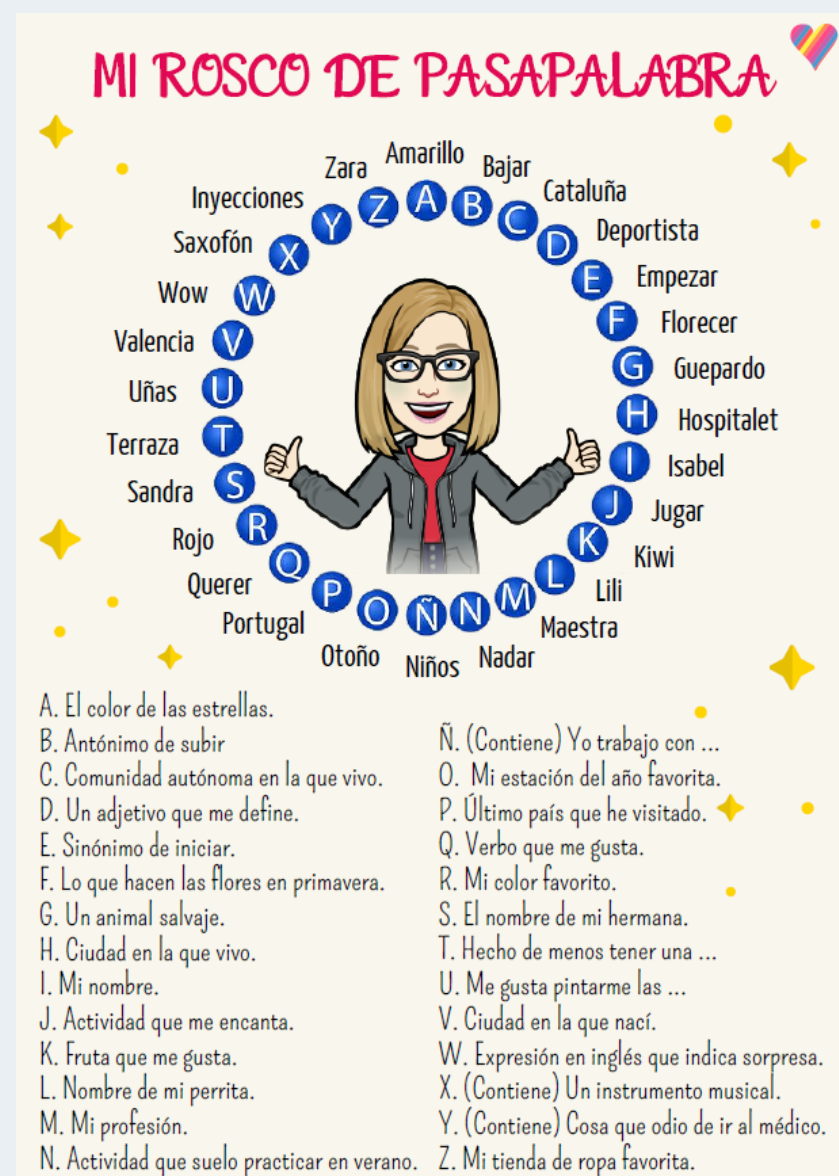 MI ROSCO DE PASAPALABRA
A Amarillo
B Bajar
C Cataluña
D Deportista
E Empezar
F Florecer
G Guepardo
H Hospitalet
I Isabel
J Jugar
K Kiwi
L Lili
M Maestra
N Nadar
Ñ Niños
O Otoño
P Portugal
Q Querer
R Rojo
S Sandra
T Terraza
U Uñas
V Valencia
W Wow
X Saxofón
Y Inyecciones
Z Zara
A. El color de las estrellas.
B. Antónimo de subir
C. Comunidad autónoma en la que vivo.
D. Un adjetivo que me define.
E. Sinónimo de iniciar.
F. Lo que hacen las flores en primavera.
G. Un animal salvaje.
H. Ciudad en la que vivo.
I. Mi nombre.
J. Actividad que me encanta.
K. Fruta que me gusta.
L. Nombre de mi perrita.
M. Mi profesión.
N. Actividad que suelo practicar en verano.
Ñ. (Contiene) Yo trabajo con ...
O. Mi estación del año favorita.
P. Último país que he visitado.
Q. Verbo que me gusta.
R. Mi color favorito.
S. El nombre de mi hermana.
T. Hecho de menos tener una ...
U. Me gusta pintarme las ...
V. Ciudad en la que nací.
W. Expresión en inglés que indica sorpresa.
X. (Contiene) Un instrumento musical.
Y. (Contiene) Cosa que odio de ir al médico.
Z. Mi tienda de ropa favorita.